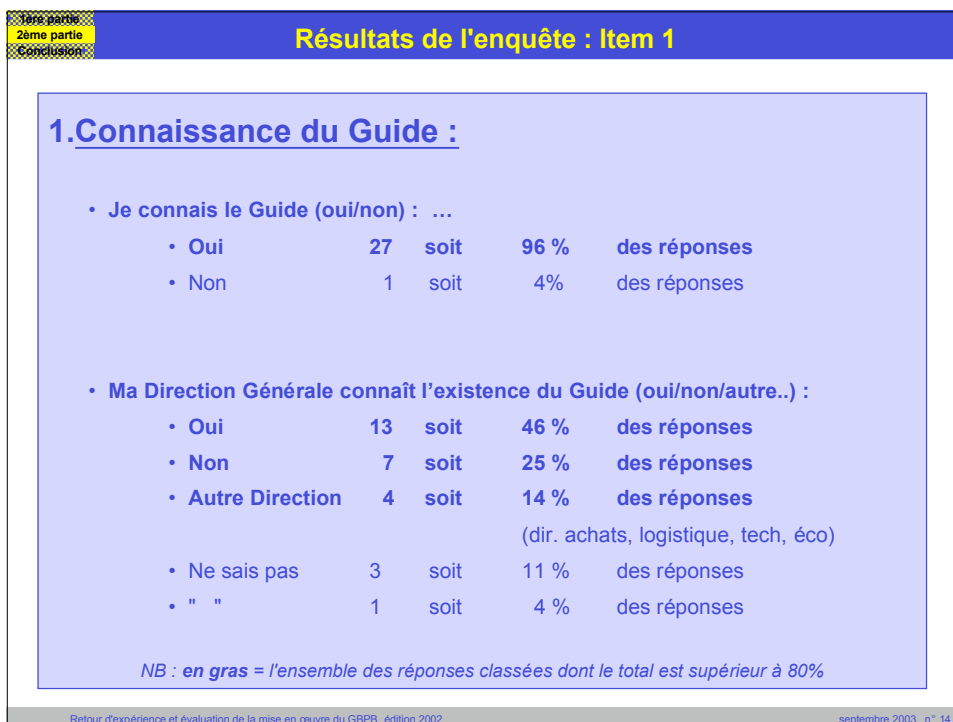 1ère partie
2ème partie
Conclusion
Résultats de l'enquête : Item 1
1.Connaissance du Guide :
• Je connais le Guide (oui/non) : …
• Oui 27 soit 96 % des réponses
• Non 1 soit 4% des réponses
• Ma Direction Générale connaît l’existence du Guide (oui/non/autre..) :
• Oui 13 soit 46 % des réponses
• Non 7 soit 25 % des réponses
• Autre Direction 4 soit 14 % des réponses
(dir. achats, logistique, tech, éco)
• Ne sais pas 3 soit 11 % des réponses
• " " 1 soit 4 % des réponses
NB : en gras = l'ensemble des réponses classées dont le total est supérieur à 80%
Retour d'expérience et évaluation de la mise en œuvre du GBPB, édition 2002 septembre 2003 n° 14